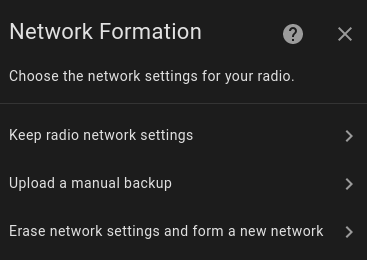 Network Formation
Choose the network settings for your radio.
Keep radio network settings
Upload a manual backup
Erase network settings and form a new network